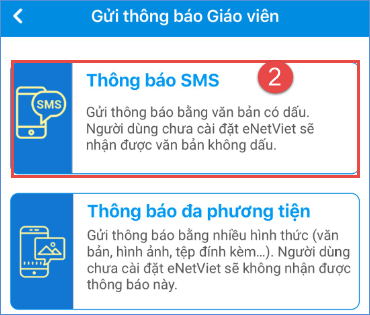 Gửi thông báo Giáo viên
Thông báo SMS
2
SMS
Gửi thông báo bằng văn bản có dấu.
Người dùng chưa cài đặt eNetViet sẽ
nhận được văn bản không dấu.
Thông báo đa phương tiện
Gửi thông báo bằng nhiều hình thức (văn
bản, hình ảnh, tệp đính kèm...). Người dùng
chưa cài đặt eNetViet sẽ không nhận được
thông báo này.